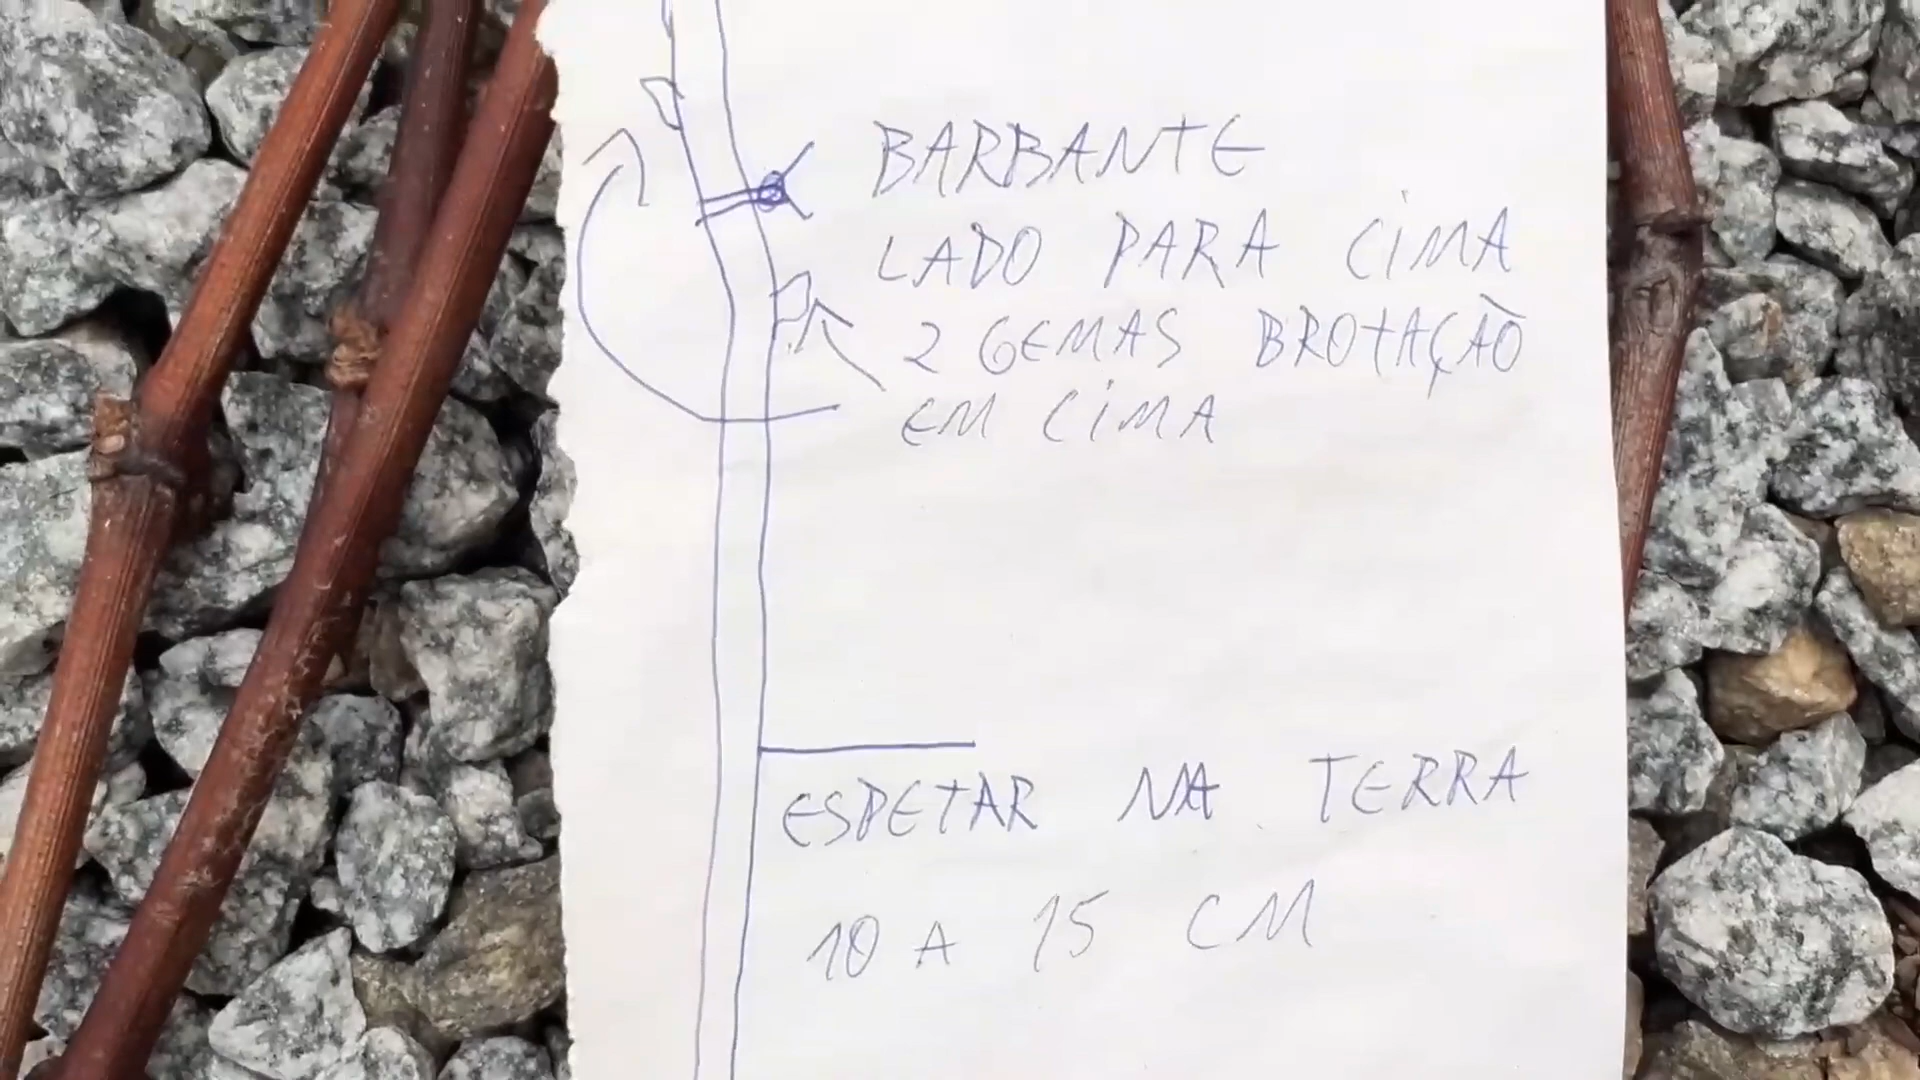 BARBANTE
LADO PARA CIMA
2 GEMAS BROTAÇÃO
EM CIMA
ESPETAR NA TERRA
10 A 15 CM